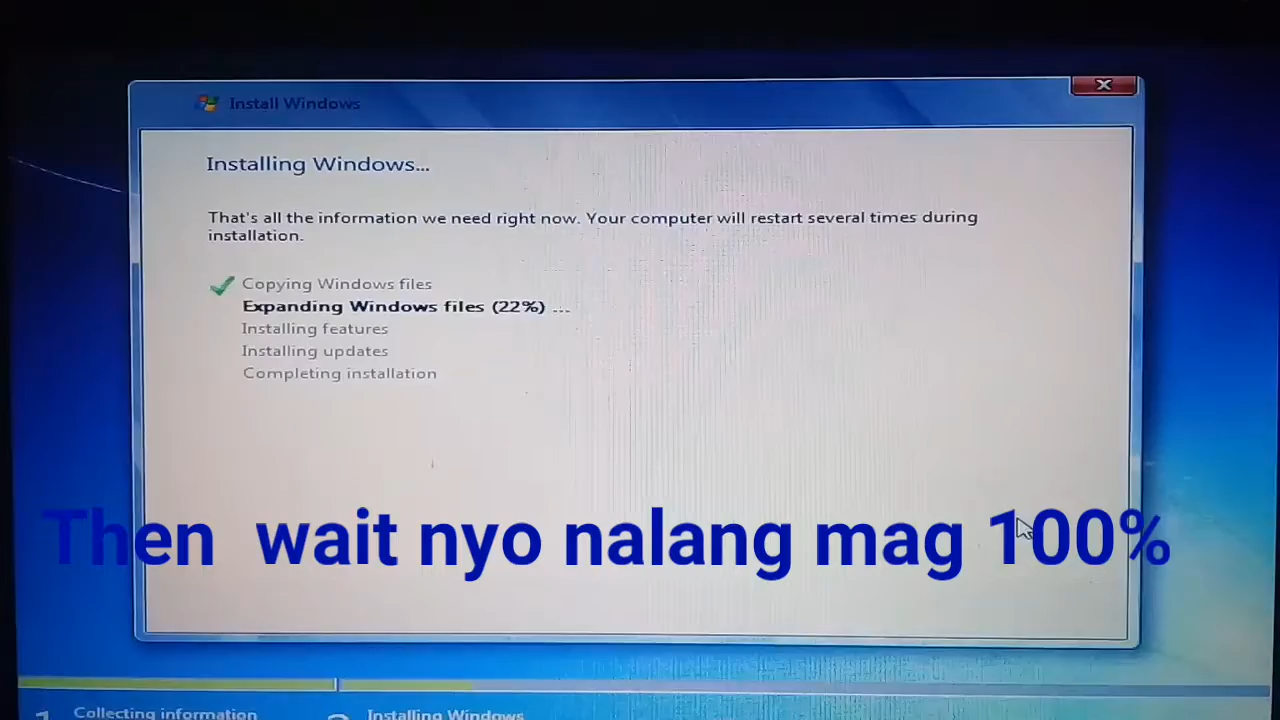 Install Windows
Installing Windows...
That's all the information we need right now. Your computer will restart several times during
installation.
Copying Windows files
Expanding Windows files (22%) ...
Installing features
Installing updates
Completing installation
Then  wait nyo nalang mag 100%
1 Collecting information
2 Installing Windows